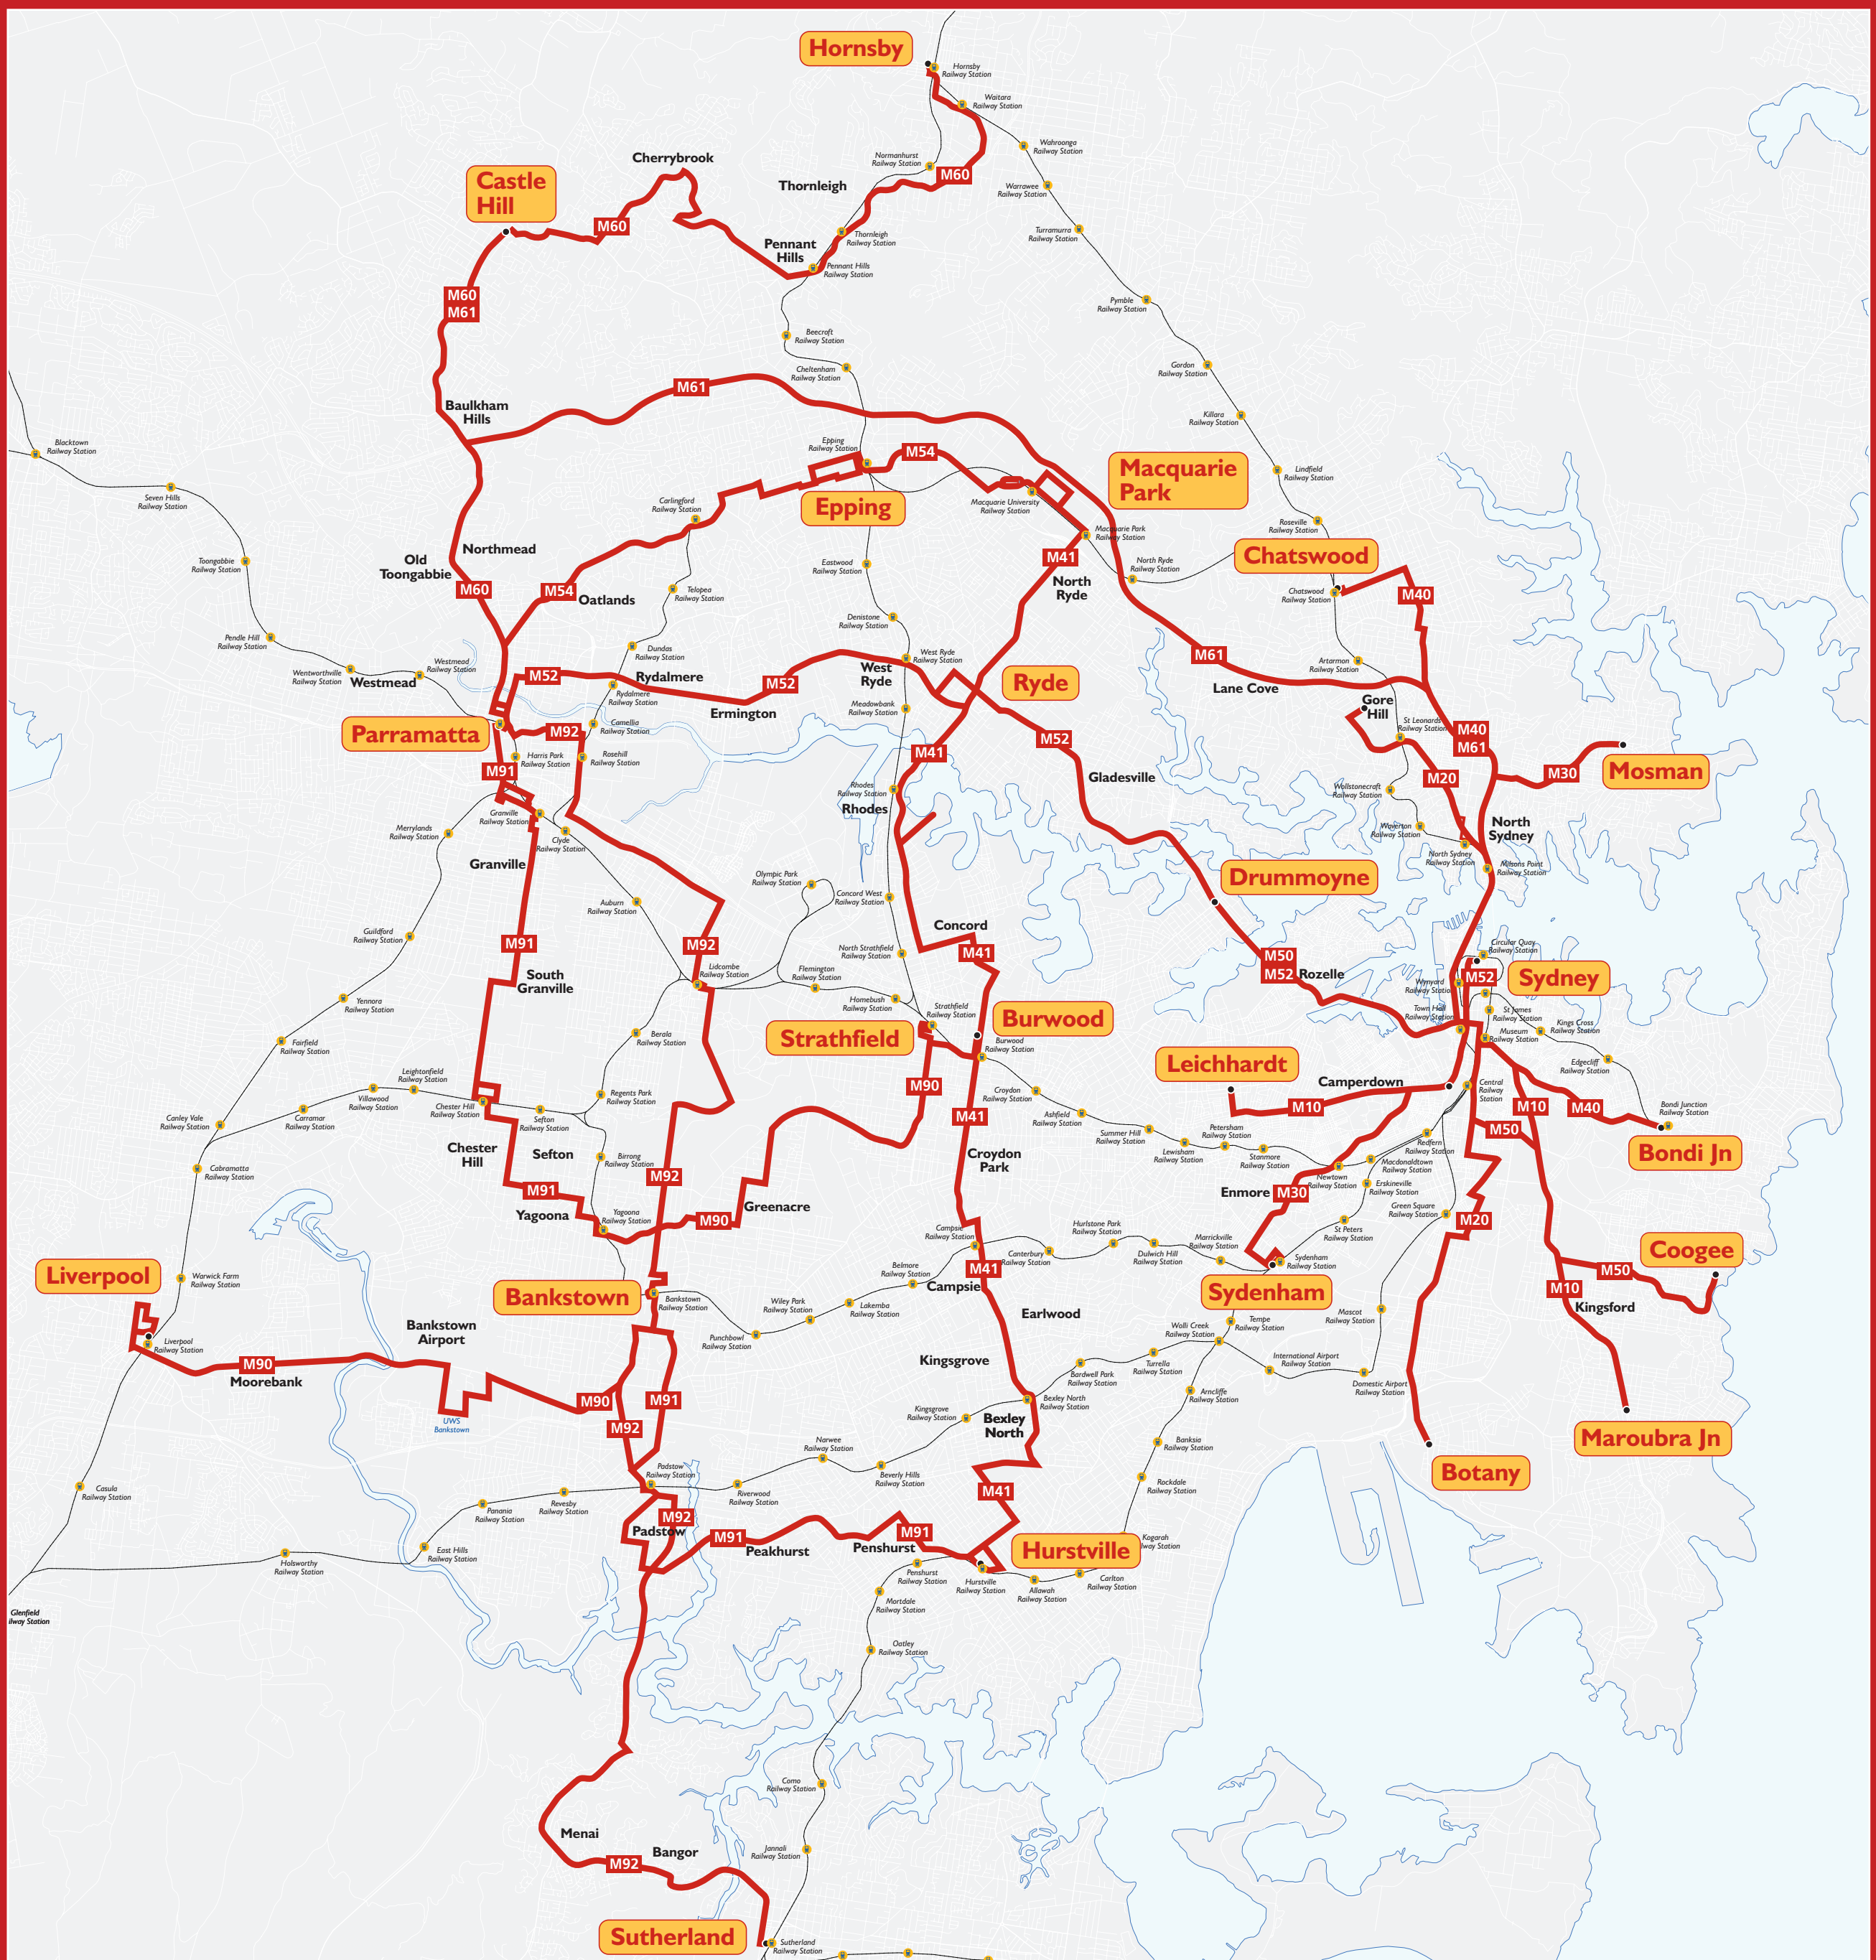 Hornsby
Hornsby
Railway Station
Waitara
Railway Station
Wahroonga
Railway Station
Normanhurst
Railway Station
Cherrybrook
Thornleigh
M60
Warrawee
Railway Station
Castle
Hill
M60
Turramurra
Railway Station
Thornleigh
Railway Station
Pennant
Hills
Pennant Hills
Railway Station
M60
M61
Pymble
Railway Station
Beecroft
Railway Station
Cheltenham
Railway Station
Gordon
Railway Station
M61
Baulkham
Hills
Killara
Railway Station
Blacktown
Railway Station
Epping
Railway Station
M54
Macquarie
Park
Lindfield
Railway Station
Seven Hills
Railway Station
Carlingford
Railway Station
Epping
Macquarie University
Railway Station
Macquarie Park
Railway Station
Roseville
Railway Station
Northmead
Old
Toongabbie
Toongabbie
Railway Station
Eastwood
Railway Station
M41
North Ryde
Railway Station
Chatswood
Chatswood
Railway Station
M40
M60
M54
Oatlands
Telopea
Railway Station
North
Ryde
Denistone
Railway Station
Pendle Hill
Railway Station
Wentworthville
Railway Station
Westmead
Westmead
Railway Station
Dundas
Railway Station
West Ryde
Railway Station
M61
Artarmon
Railway Station
M52
Rydalmere
Rydalmere
Railway Station
M52
West
Ryde
Ryde
Lane Cove
Ermington
Meadowbank
Railway Station
Gore
Hill
St Leonards
Railway Station
Parramatta
M92
Camellia
Railway Station
M52
M40
M61
Harris Park
Railway Station
Rosehill
Railway Station
M41
M91
Gladesville
M20
M30
Mosman
Rhodes
Railway Station
Rhodes
Wollstonecraft
Railway Station
Granville
Railway Station
Merrylands
Railway Station
Clyde
Railway Station
Waverton
Railway Station
North
Sydney
North Sydney
Railway Station
Milsons Point
Railway Station
Granville
Olympic Park
Railway Station
Drummoyne
Auburn
Railway Station
Concord West
Railway Station
Guildford
Railway Station
M91
M92
Concord
North Strathfield
Railway Station
M41
M50
M52
Rozelle
Circular Quay
Railway Station
M52
Sydney
Wynyard
Railway Station
South
Granville
Lidcombe
Railway Station
Flemington
Railway Station
Homebush
Railway Station
Yennora
Railway Station
Strathfield
Railway Station
Strathfield
Burwood
Burwood
Railway Station
Town Hall
Railway Station
St James
Railway Station
Kings Cross
Railway Station
Museum
Railway Station
Fairfield
Railway Station
Berala
Railway Station
Edgecliff
Railway Station
Leichhardt
Leightonfield
Railway Station
Villawood
Railway Station
Camperdown
Central
Railway
Station
M90
Croydon
Railway Station
Carramar
Railway Station
Canley Vale
Railway Station
Chester Hill
Railway Station
Sefton
Railway Station
Regents Park
Railway Station
M41
Ashfield
Railway Station
M10
M10
M40
Bondi Junction
Railway Station
M50
Bondi Jn
Summer Hill
Railway Station
Lewisham
Railway Station
Petersham
Railway Station
Stanmore
Railway Station
Redfern
Railway Station
Macdonaldtown
Railway Station
Newtown
Railway Station
Erskineville
Railway Station
Chester
Hill
Sefton
Birrong
Railway Station
Croydon
Park
Cabramatta
Railway Station
M91
M92
Enmore
M30
Yagoona
Yagoona
Railway Station
M90
Greenacre
St Peters
Railway Station
Green Square
Railway Station
M20
Campsie
Railway Station
Canterbury
Railway Station
Hurlstone Park
Railway Station
Dulwich Hill
Railway Station
Marrickville
Railway Station
Sydenham
Railway Station
Coogee
M50
Liverpool
Warwick Farm
Railway Station
M41
Belmore
Railway Station
Campsie
Bankstown
Bankstown
Railway Station
Lakemba
Railway Station
Wiley Park
Railway Station
Punchbowl
Railway Station
Sydenham
M10
Kingsford
Earlwood
Mascot
Railway Station
Tempe
Railway Station
Wolli Creek
Railway Station
Bankstown
Airport
Liverpool
Railway Station
M90
Moorebank
Kingsgrove
Turrella
Railway Station
Bardwell Park
Railway Station
International Airport
Railway Station
Domestic Airport
Railway Station
M90
M91
UWS
Bankstown
M92
Kingsgrove
Railway Station
Bexley North
Railway Station
Bexley
North
Arncliffe
Railway Station
Maroubra Jn
Banksia
Railway Station
Botany
Narwee
Railway Station
Beverly Hills
Railway Station
Rockdale
Railway Station
Casula
Railway Station
Padstow
Railway Station
Riverwood
Railway Station
M41
Panania
Railway Station
Revesby
Railway Station
M92
Padstow
M91
Peakhurst
M91
Penshurst
Hurstville
Kogarah
ilway Station
East Hills
Railway Station
Holsworthy
Railway Station
Penshurst
Railway Station
Hurstville
Railway Station
Allawah
Railway Station
Carlton
Railway Station
Mortdale
Railway Station
Glenfield
ilway Station
Oatley
Railway Station
Como
Railway Station
Menai
Bangor
Jannali
Railway Station
M92
Sutherland
Sutherland
Railway Station